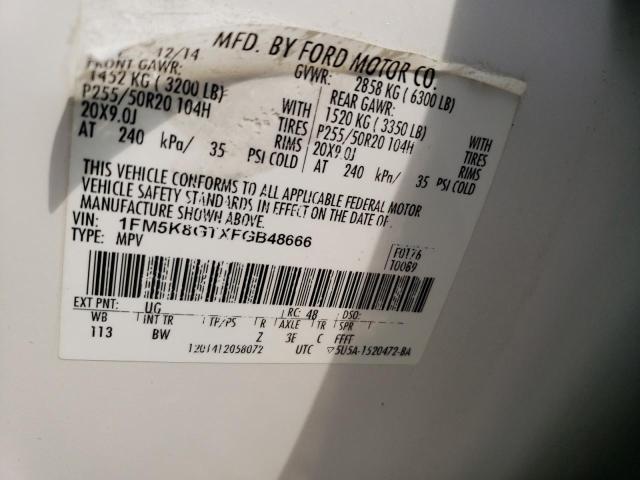 MFD. BY FORD MOTOR CO.
12/14
FRONT GAWR: GVWR: 2858 KG ( 6300 LB)
1452 KG ( 3200 LB) REAR GAWR:
P255/50R20 104H WITH 1520 KG ( 3350 LB)
TIRES P255/50R20 104H WITH
20X9.0J RIMS 20X9.0J TIRES
AT 240 kPa/ 35 PSI COLD RIMS
AT 240 kPa/ 35 PSI COLD
THIS VEHICLE CONFORMS TO ALL APPLICABLE FEDERAL MOTOR
VEHICLE SAFETY STANDARDS IN EFFECT ON THE DATE OF
MANUFACTURE SHOWN ABOVE.
VIN: 1FM5K8GTXFGB48666
TYPE: MPV
F0176
T0089
EXT PNT: UG RC: 48 DSO:
WB INT TR TP/PS R AXLE TR SPR
113 BW Z 3E C FFFF
1201412058072 UTC ▽5U5A-1520472-BA